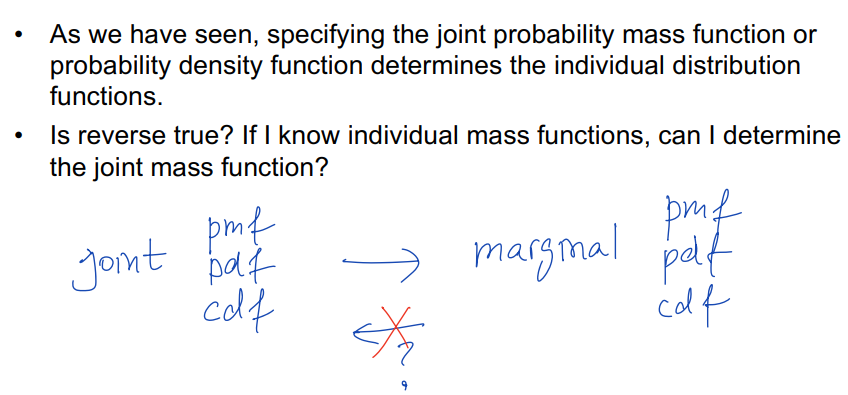 • As we have seen, specifying the joint probability mass function or
probability density function determines the individual distribution
functions.
• Is reverse true? If I know individual mass functions, can I determine
the joint mass function?
pmf
joint pdf → marginal pdf
cdf
pmf
cdf
?